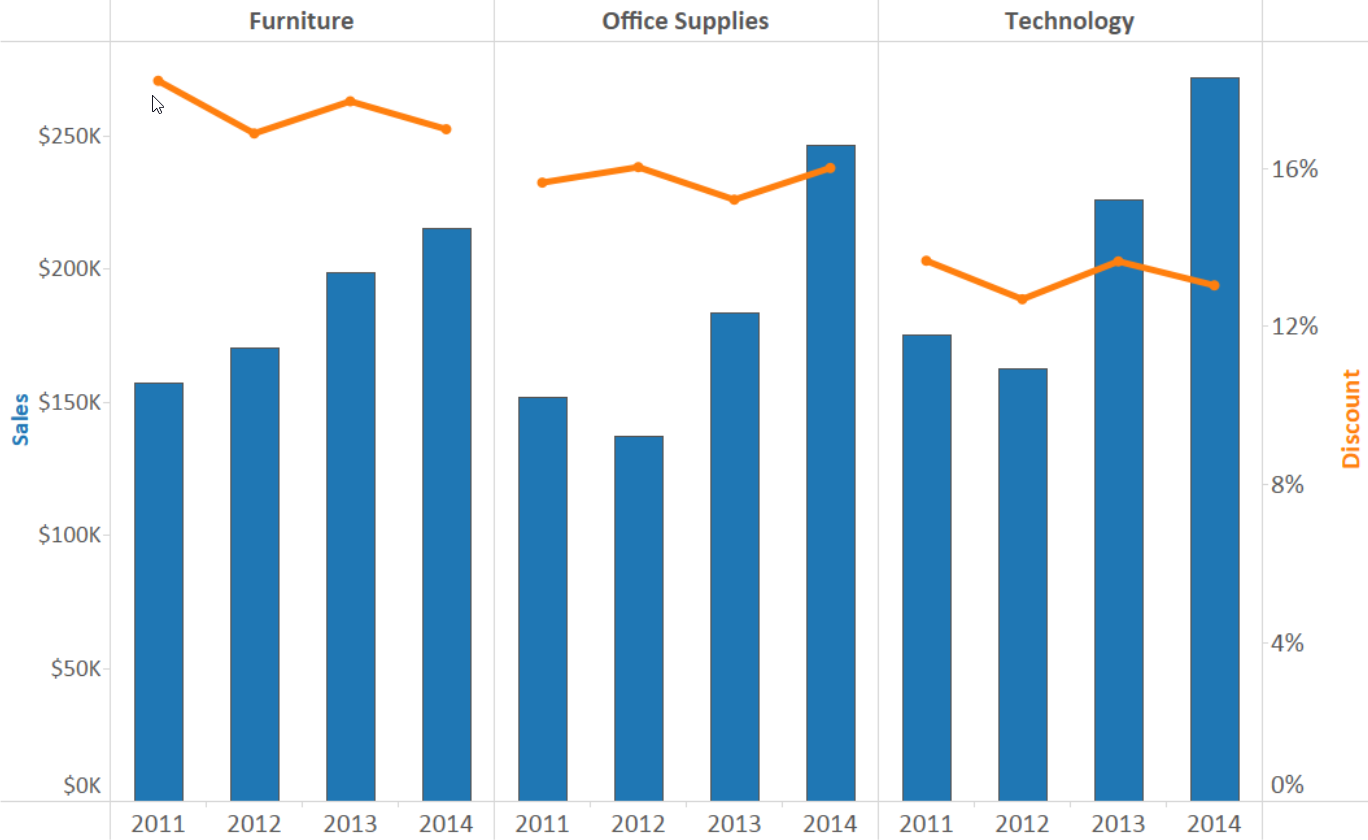 Furniture Office Supplies Technology
$250K
$200K
$150K
$100K
$50K
$0K
Sales
16%
12%
8%
4%
0%
Discount
2011 2012 2013 2014 2011 2012 2013 2014 2011 2012 2013 2014